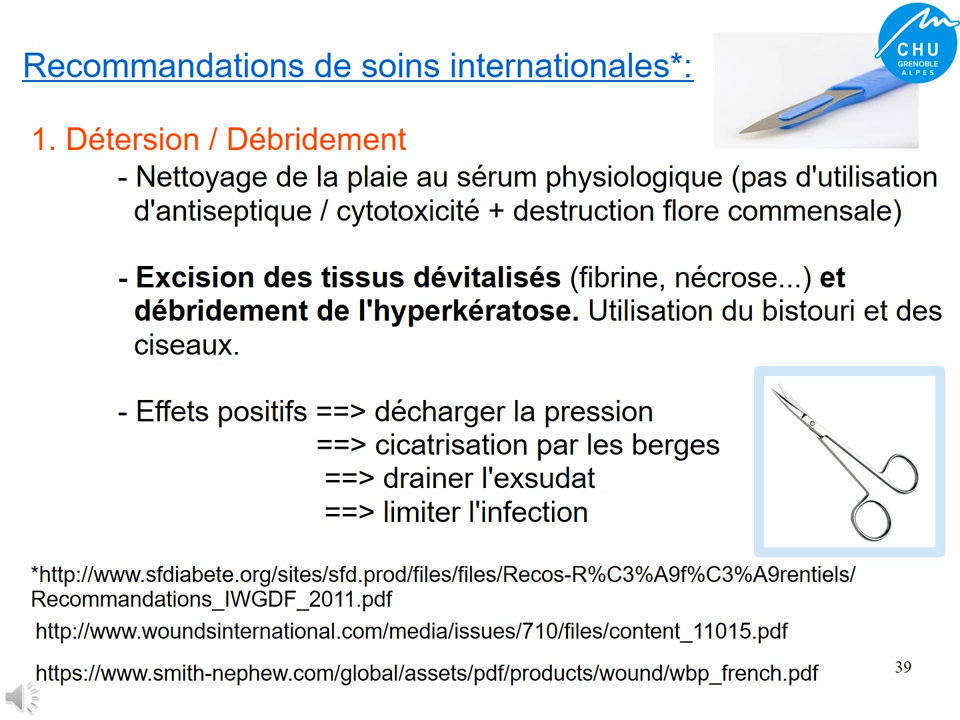 CHU
GRENOBLE
ALPES
Recommandations de soins internationales*:
1. Détersion / Débridement
- Nettoyage de la plaie au sérum physiologique (pas d'utilisation
d'antiseptique / cytotoxicité + destruction flore commensale)
- Excision des tissus dévitalisés (fibrine, nécrose...) et
débridement de l'hyperkératose. Utilisation du bistouri et des
ciseaux.
- Effets positifs ==> décharger la pression
==> cicatrisation par les berges
==> drainer l'exsudat
==> limiter l'infection
*http://www.sfdiabete.org/sites/sfd.prod/files/files/Recos-R%C3%A9f%C3%A9rentiels/
Recommandations_IWGDF_2011.pdf
http://www.woundsinternational.com/media/issues/710/files/content_11015.pdf
https://www.smith-nephew.com/global/assets/pdf/products/wound/wbp_french.pdf
39